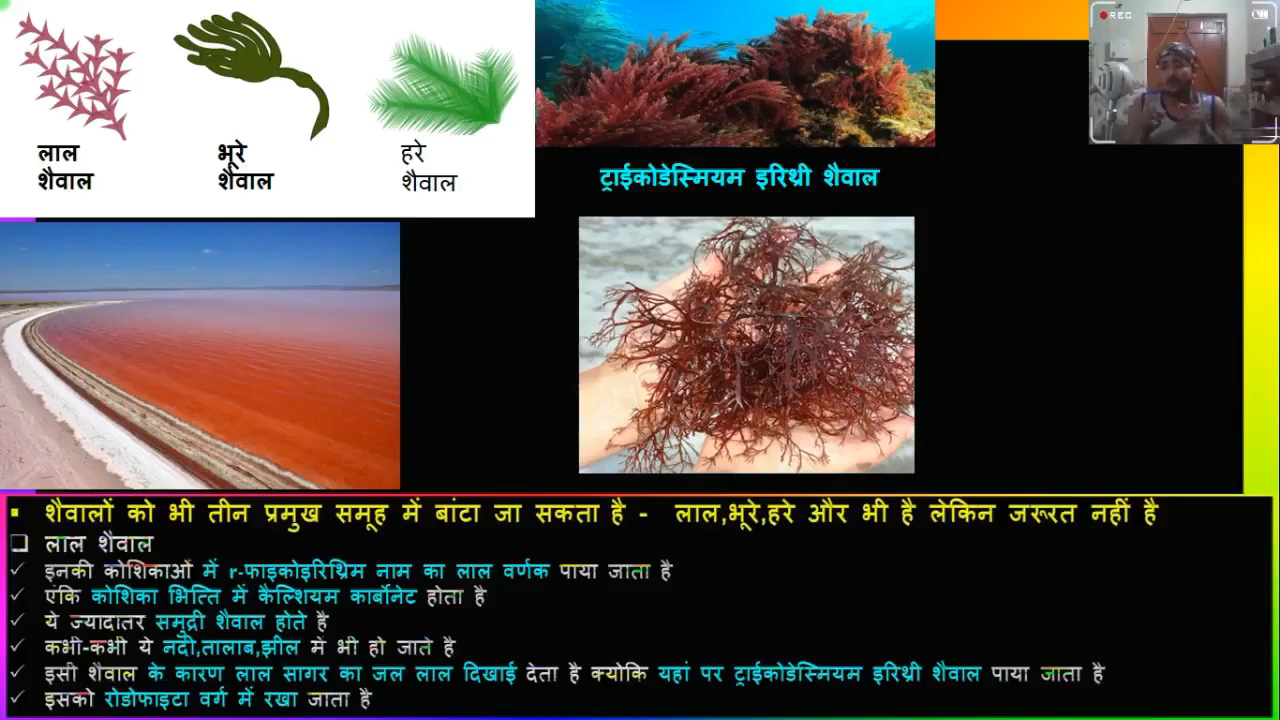 REC
लाल
शैवाल
भूरे
शैवाल
हरे
शैवाल
ट्राईकोडेस्मियम इरिथ्री शैवाल
शैवालों को भी तीन प्रमुख समूह में बांटा जा सकता है - लाल,भूरे,हरे और भी है लेकिन जरूरत नहीं है
लाल शैवाल
इनकी कोशिकाओं में r-फाइकोइरिथ्रिम नाम का लाल वर्णक पाया जाता है
एंकि कोशिका भित्ति में कैल्शियम कार्बोनेट होता है
ये ज्यादातर समुद्री शैवाल होते है
कभी-कभी ये नदी,तालाब,झील में भी हो जाते है
इसी शैवाल के कारण लाल सागर का जल लाल दिखाई देता है क्योकि यहां पर ट्राईकोडेस्मियम इरिथ्री शैवाल पाया जाता है
इसको रोडोफाइटा वर्ग में रखा जाता है